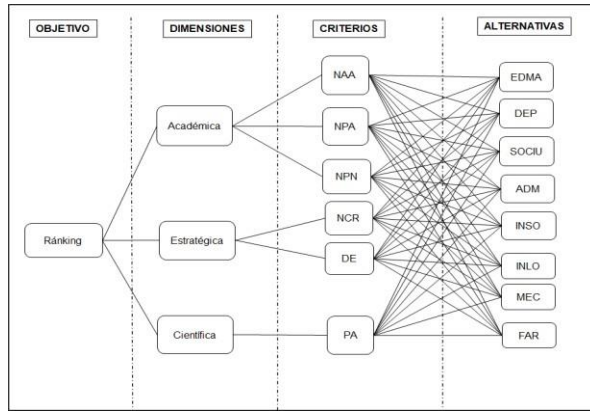 OBJETIVO
DIMENSIONES
CRITERIOS
ALTERNATIVAS
Ránking
Académica
Estratégica
Científica
NAA
NPA
NPN
NCR
DE
PA
EDMA
DEP
SOCIU
ADM
INSO
INLO
MEC
FAR